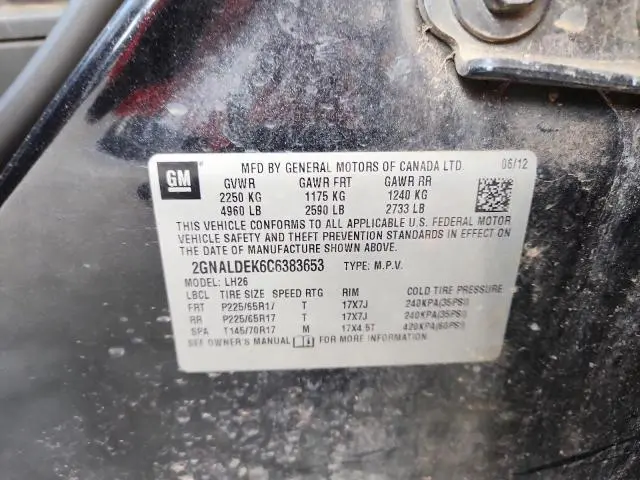 GM MFD BY GENERAL MOTORS OF CANADA LTD. 06/12
GVWR GAWR FRT GAWR RR
2250 KG 1175 KG 1240 KG
4960 LB 2590 LB 2733 LB
THIS VEHICLE CONFORMS TO ALL APPLICABLE U.S. FEDERAL MOTOR
VEHICLE SAFETY AND THEFT PREVENTION STANDARDS IN EFFECT ON
THE DATE OF MANUFACTURE SHOWN ABOVE.
2GNALDEK6C6383653 TYPE: M.P.V.
MODEL: LH26
LBCL TIRE SIZE SPEED RTG RIM COLD TIRE PRESSURE
FRT P225/65R17 T 17X7J 240KPA(35PSI)
RR P225/65R17 T 17X7J 240KPA(35PSI)
SPA T145/70R17 M 17X4.5T 420KPA(60PSI)
SEE OWNER'S MANUAL FOR MORE INFORMATION